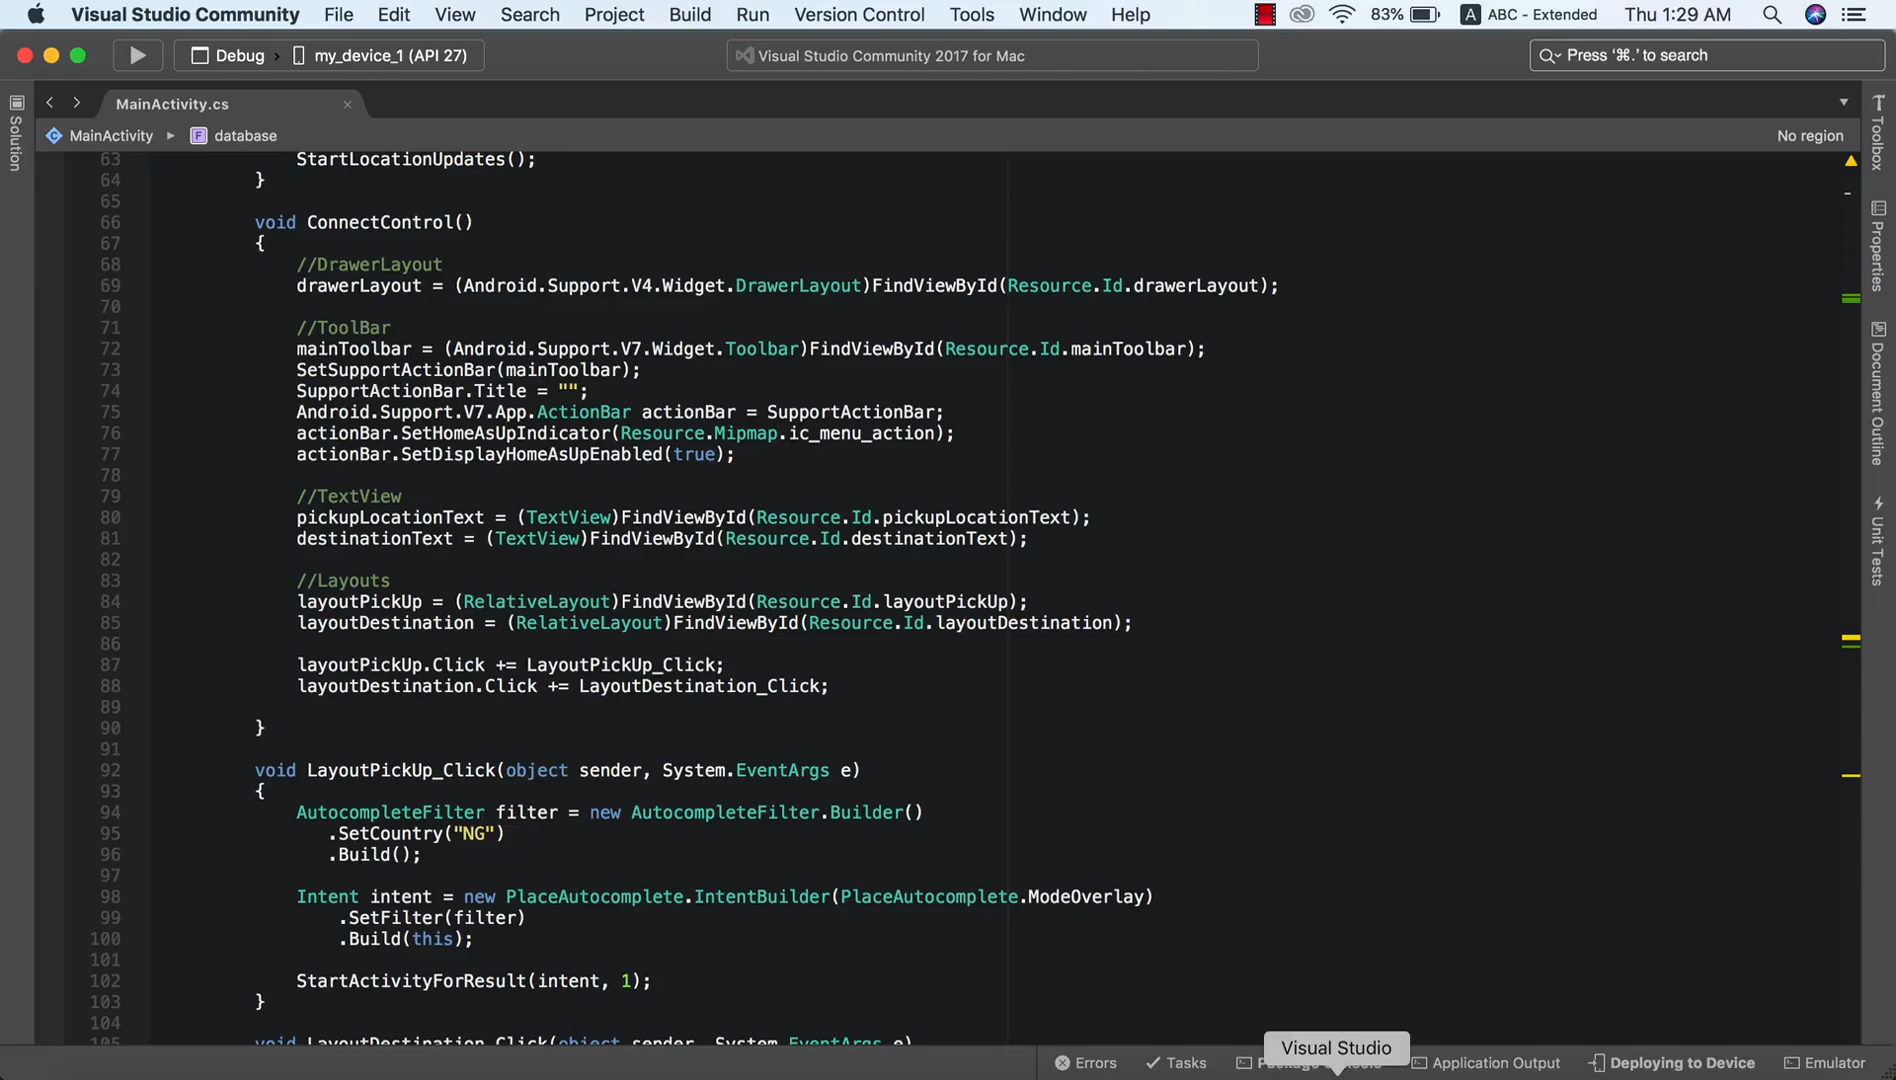 Visual Studio Community File Edit View Search Project Build Run Version Control Tools Window Help 83% A ABC - Extended Thu 1:29 AM
Debug my_device_1 (API 27) Visual Studio Community 2017 for Mac Press ‘⌘.’ to search
MainActivity.cs
MainActivity F database No region
Solution
63 StartLocationUpdates();
64 }
65
66 void ConnectControl()
67 {
68 //DrawerLayout
69 drawerLayout = (Android.Support.V4.Widget.DrawerLayout)FindViewById(Resource.Id.drawerLayout);
70
71 //ToolBar
72 mainToolbar = (Android.Support.V7.Widget.Toolbar)FindViewById(Resource.Id.mainToolbar);
73 SetSupportActionBar(mainToolbar);
74 SupportActionBar.Title = "";
75 Android.Support.V7.App.ActionBar actionBar = SupportActionBar;
76 actionBar.SetHomeAsUpIndicator(Resource.Mipmap.ic_menu_action);
77 actionBar.SetDisplayHomeAsUpEnabled(true);
78
79 //TextView
80 pickupLocationText = (TextView)FindViewById(Resource.Id.pickupLocationText);
81 destinationText = (TextView)FindViewById(Resource.Id.destinationText);
82
83 //Layouts
84 layoutPickUp = (RelativeLayout)FindViewById(Resource.Id.layoutPickUp);
85 layoutDestination = (RelativeLayout)FindViewById(Resource.Id.layoutDestination);
86
87 layoutPickUp.Click += LayoutPickUp_Click;
88 layoutDestination.Click += LayoutDestination_Click;
89
90 }
91
92 void LayoutPickUp_Click(object sender, System.EventArgs e)
93 {
94 AutocompleteFilter filter = new AutocompleteFilter.Builder()
95 .SetCountry("NG")
96 .Build();
97
98 Intent intent = new PlaceAutocomplete.IntentBuilder(PlaceAutocomplete.ModeOverlay)
99 .SetFilter(filter)
100 .Build(this);
101
102 StartActivityForResult(intent, 1);
103 }
104
105 void LayoutDestination_Click(object sender, System.EventArgs e)
Toolbox
Properties
Document Outline
Unit Tests
Visual Studio
Errors Tasks Application Output Deploying to Device Emulator